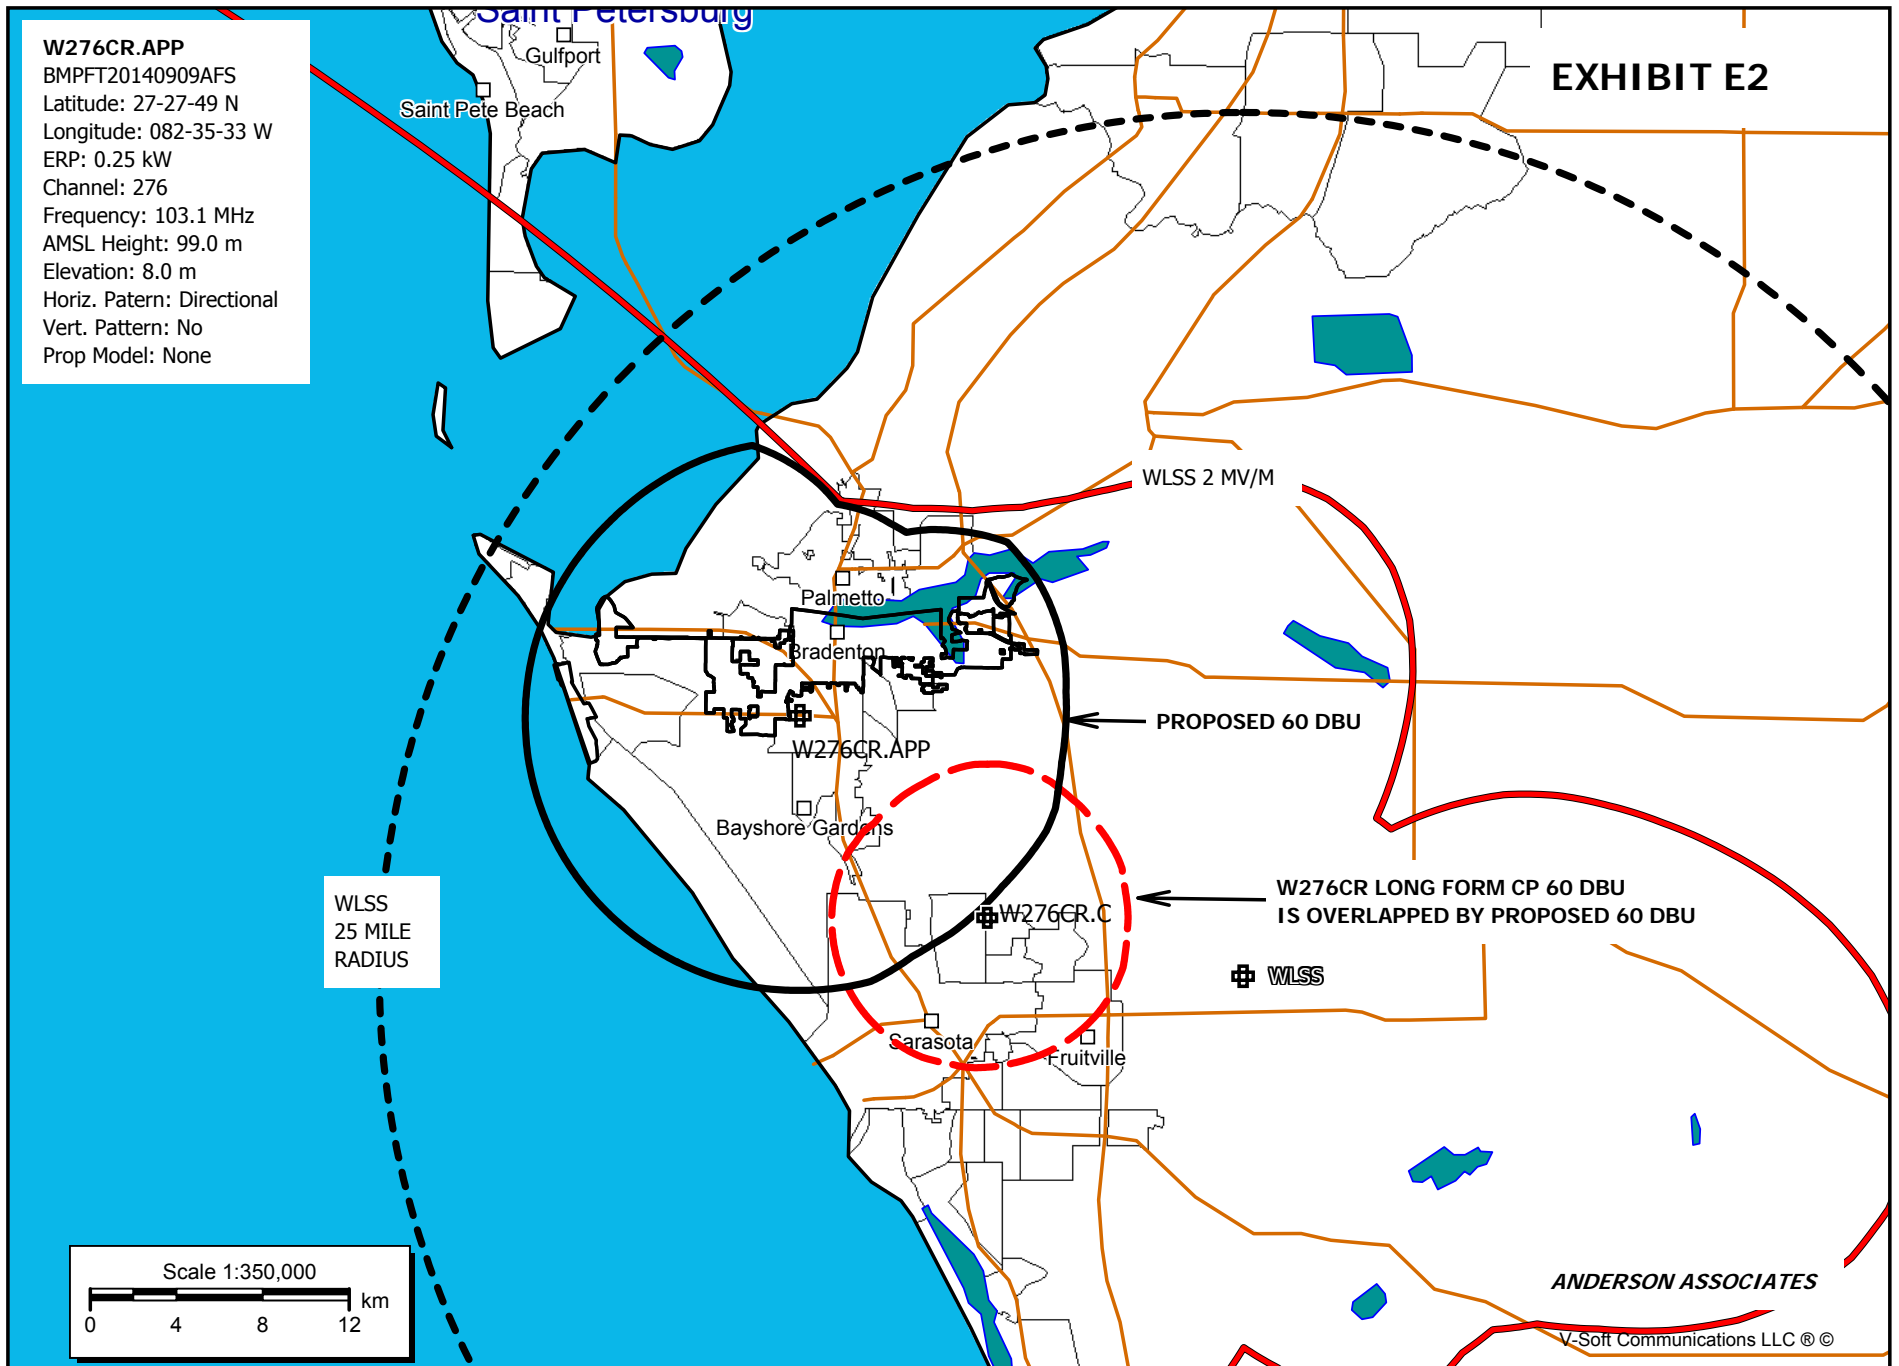 Saint Petersburg
W276CR.APP
BMPFT20140909AFS
Latitude: 27-27-49 N
Longitude: 082-35-33 W
ERP: 0.25 kW
Channel: 276
Frequency: 103.1 MHz
AMSL Height: 99.0 m
Elevation: 8.0 m
Horiz. Patern: Directional
Vert. Pattern: No
Prop Model: None
EXHIBIT E2
Gulfport
Saint Pete Beach
WLSS 2 MV/M
Palmetto
Bradenton
PROPOSED 60 DBU
W276CR.APP
Bayshore Gardens
W276CR LONG FORM CP 60 DBU
IS OVERLAPPED BY PROPOSED 60 DBU
W276CR.C
WLSS
25 MILE
RADIUS
WLSS
Sarasota
Fruitville
Scale 1:350,000
km
0 4 8 12
ANDERSON ASSOCIATES
V-Soft Communications LLC ® ©